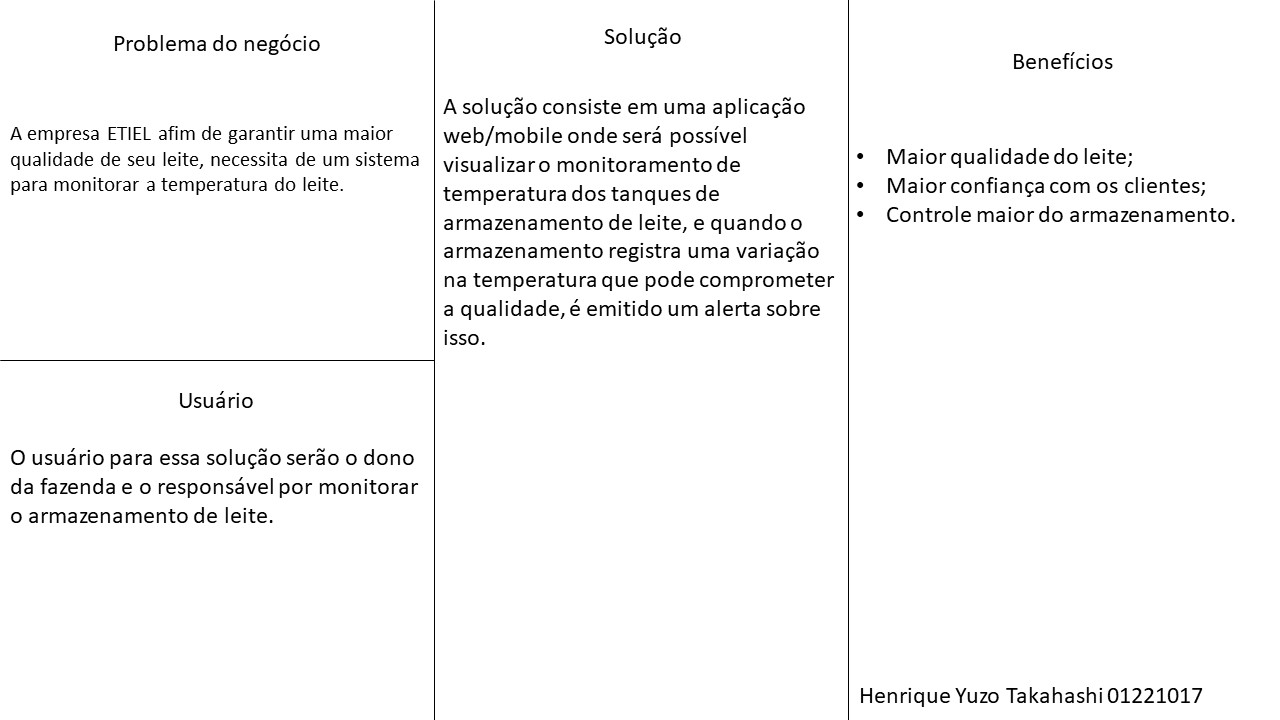 Problema do negócio
A empresa ETIEL afim de garantir uma maior
qualidade de seu leite, necessita de um sistema
para monitorar a temperatura do leite.
Usuário
O usuário para essa solução serão o dono
da fazenda e o responsável por monitorar
o armazenamento de leite.
Solução
A solução consiste em uma aplicação
web/mobile onde será possível
visualizar o monitoramento de
temperatura dos tanques de
armazenamento de leite, e quando o
armazenamento registra uma variação
na temperatura que pode comprometer
a qualidade, é emitido um alerta sobre
isso.
Benefícios
• Maior qualidade do leite;
• Maior confiança com os clientes;
• Controle maior do armazenamento.
Henrique Yuzo Takahashi 01221017